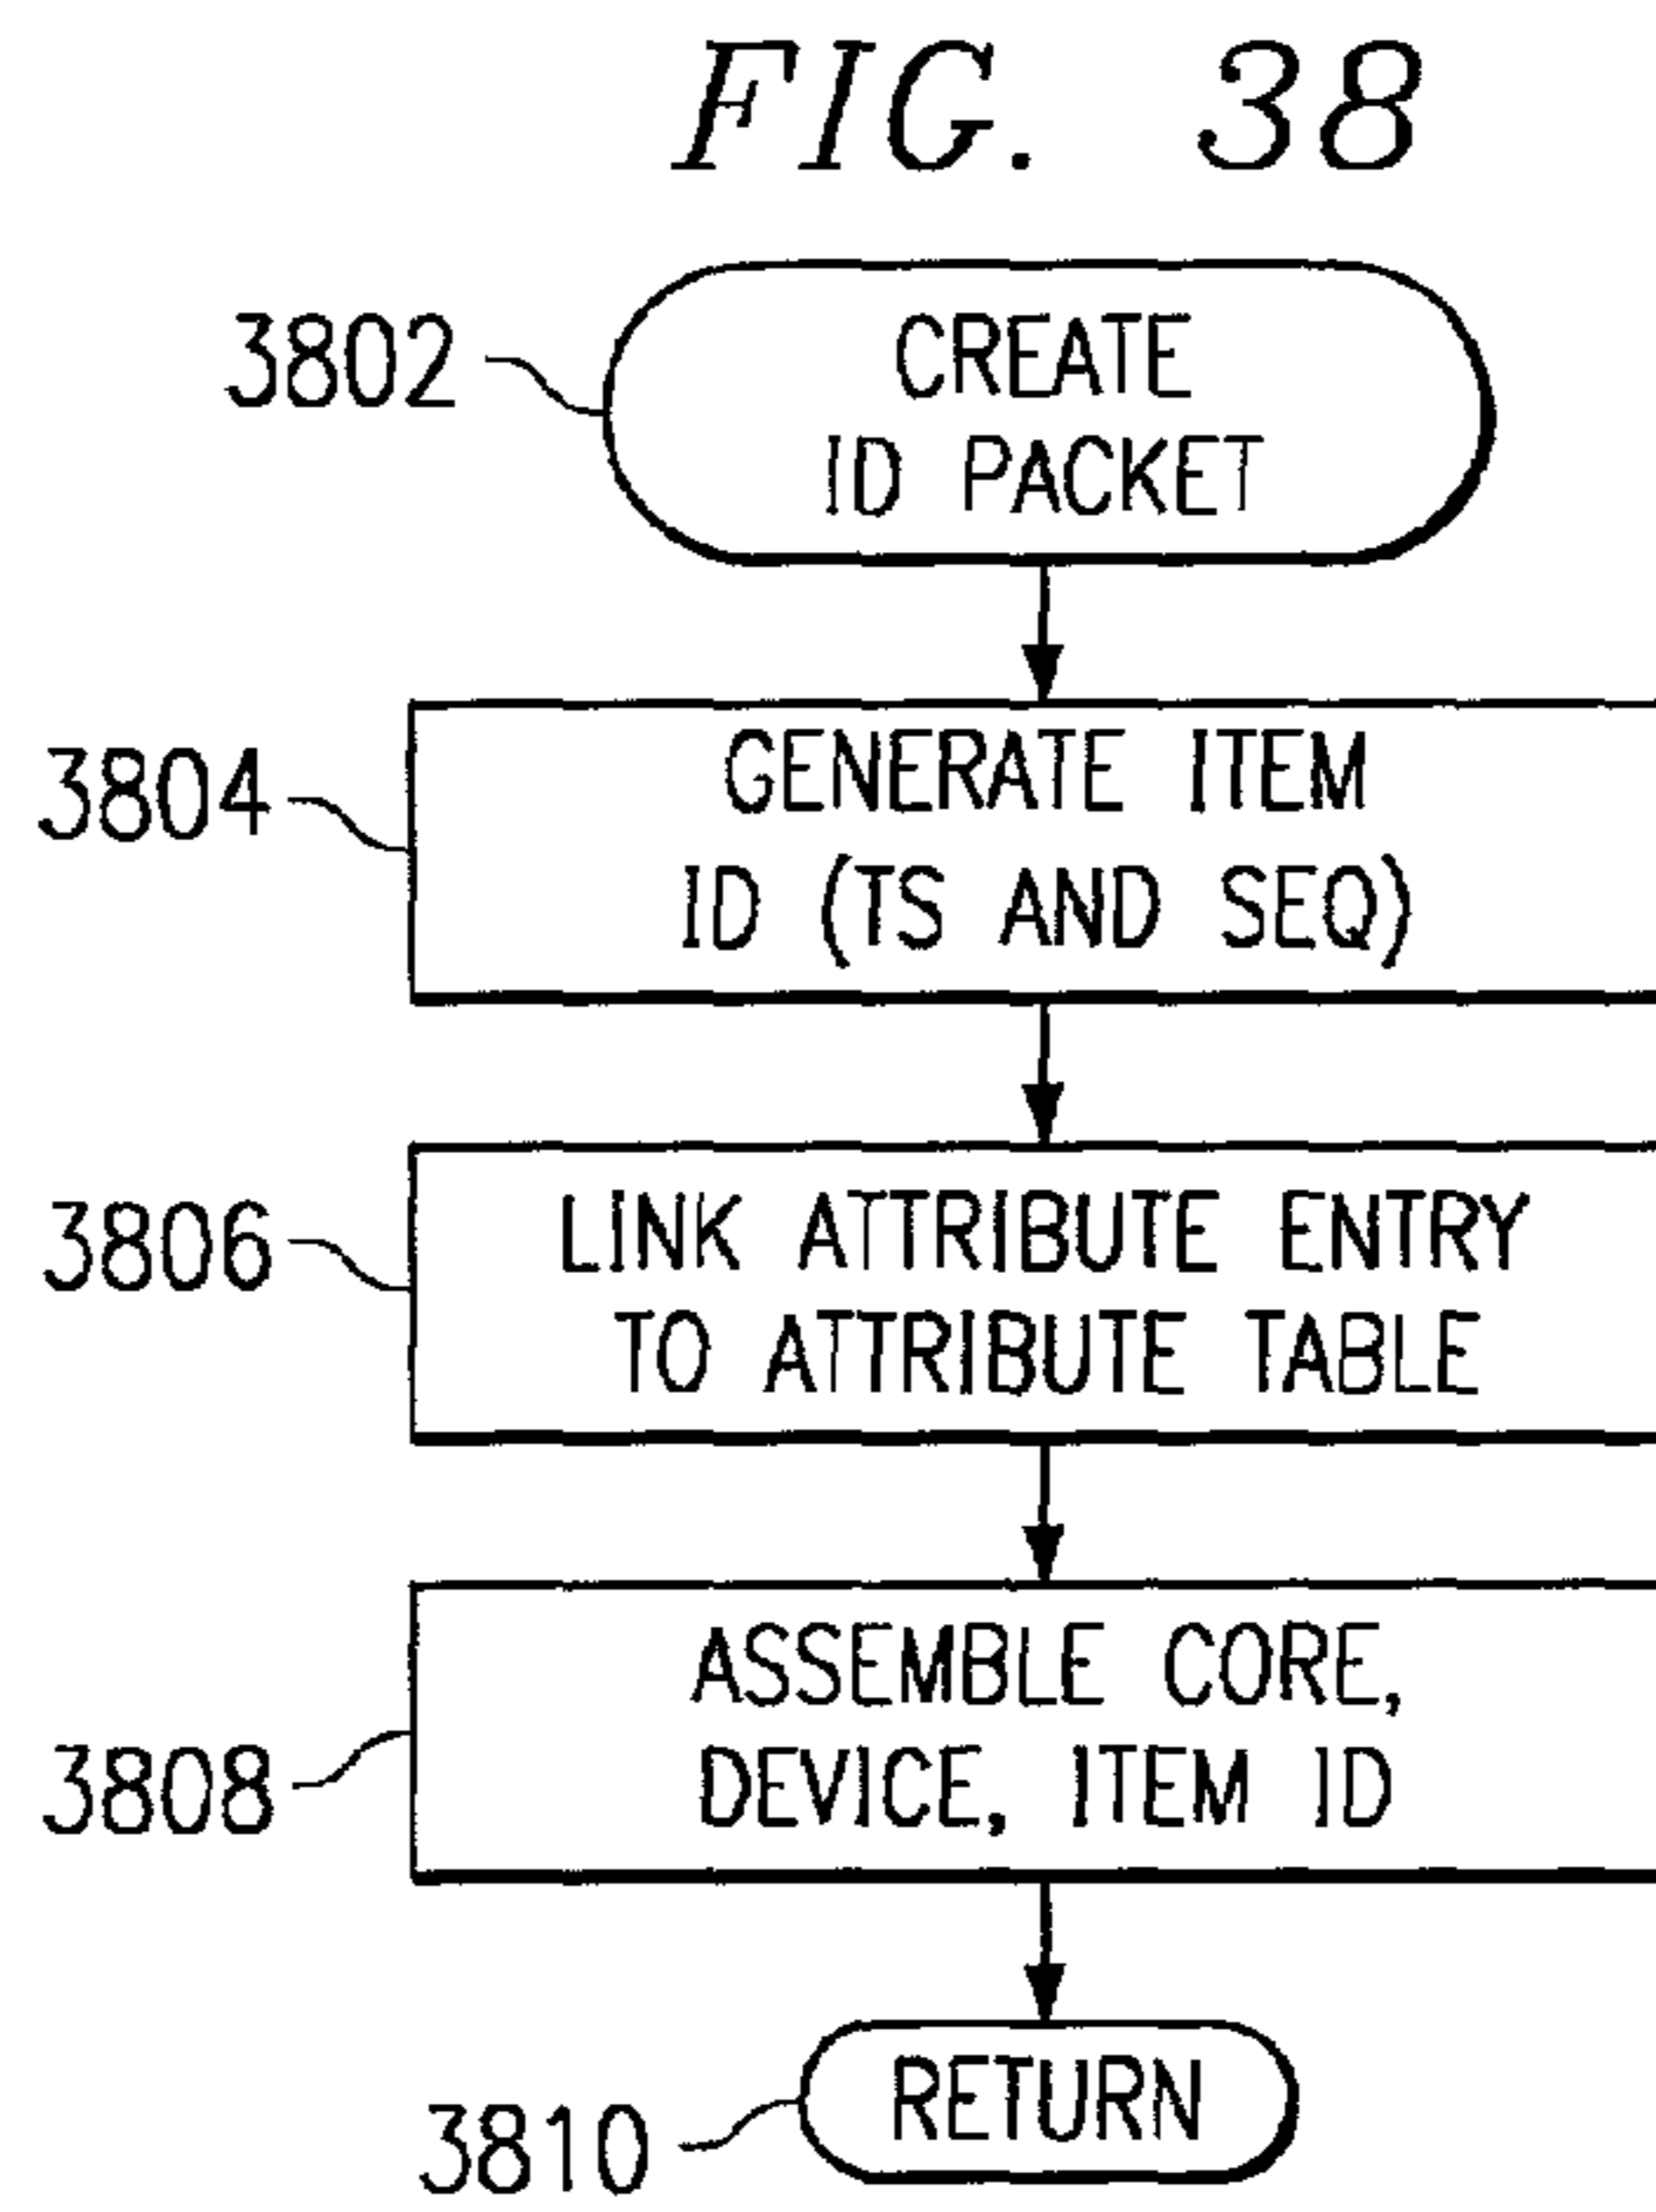 FIG. 38
3802
CREATE
ID PACKET
3804
GENERATE ITEM
ID (TS AND SEQ)
3806
LINK ATTRIBUTE ENTRY
TO ATTRIBUTE TABLE
3808
ASSEMBLE CORE,
DEVICE, ITEM ID
3810
RETURN